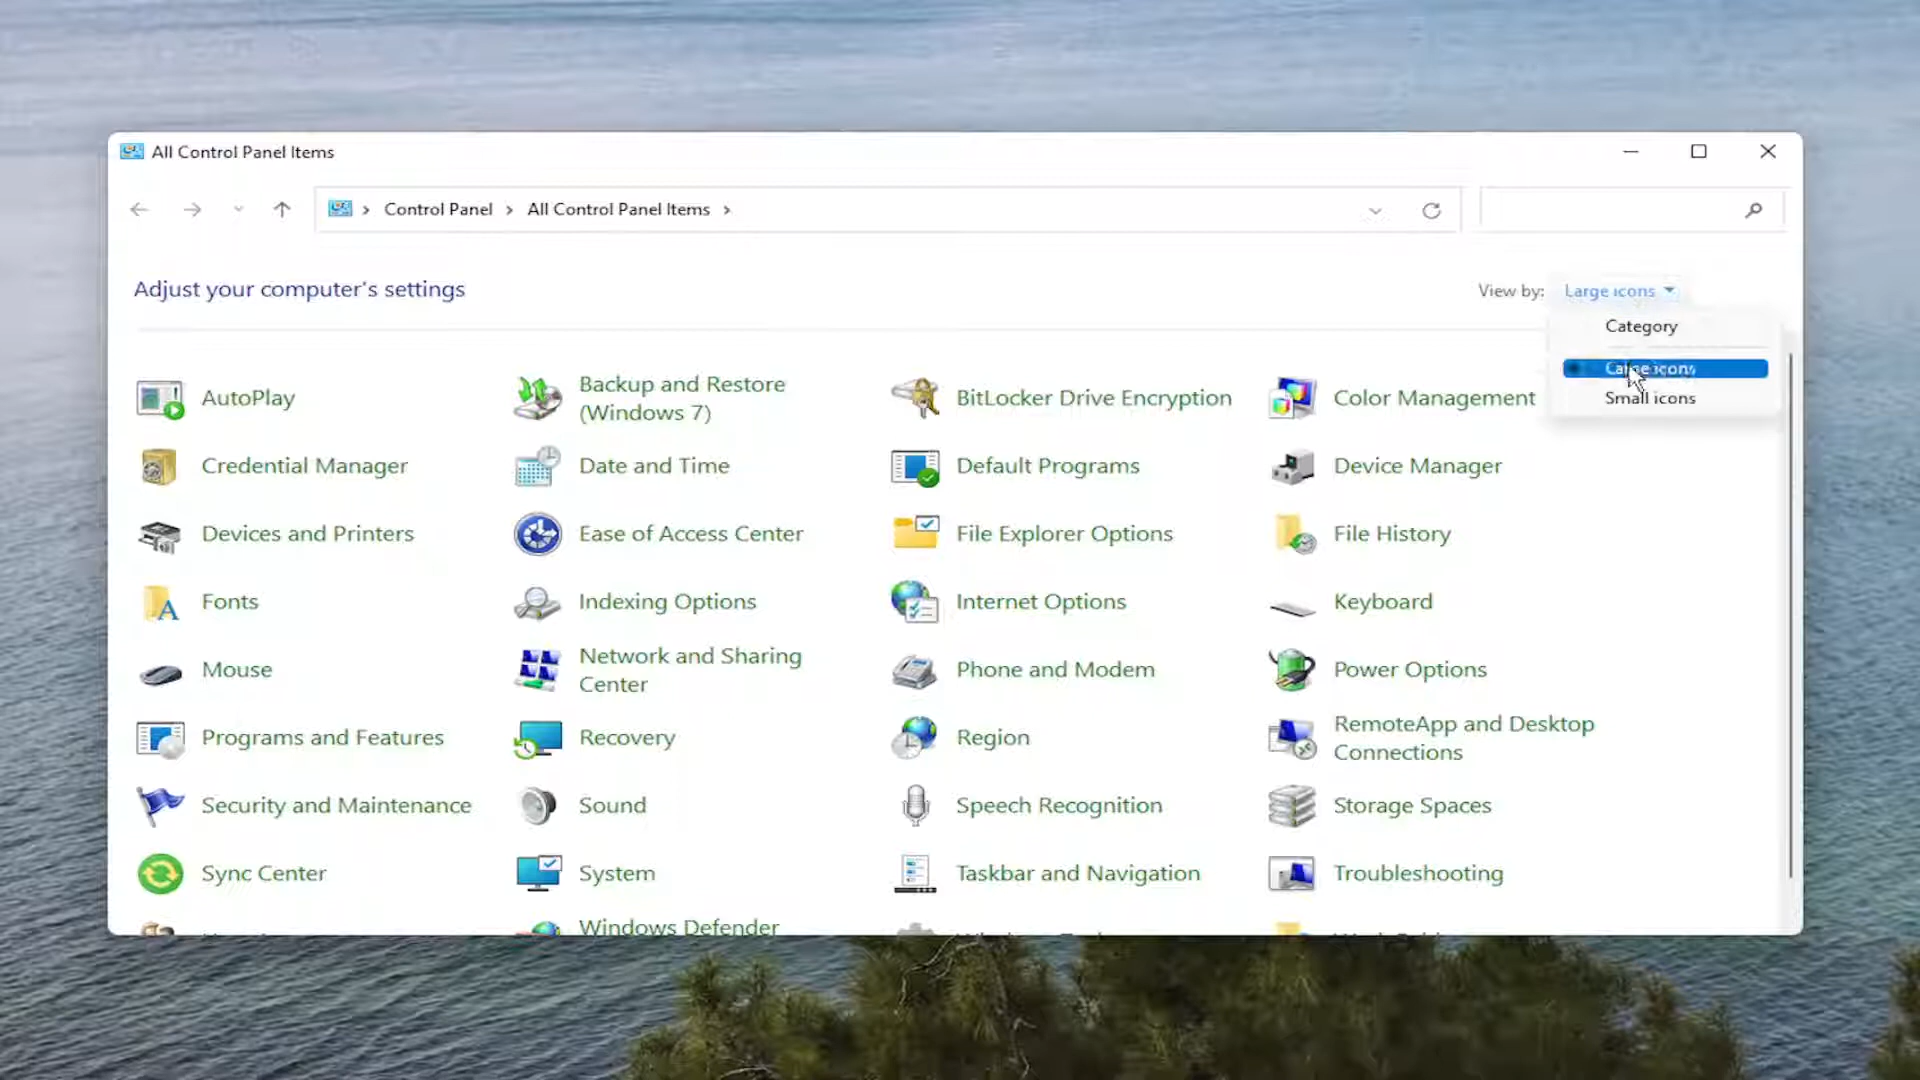 All Control Panel Items
Control Panel
All Control Panel Items
Adjust your computer's settings
View by: Large icons
Category
Large icons
Small icons
AutoPlay
Backup and Restore
(Windows 7)
BitLocker Drive Encryption
Color Management
Credential Manager
Date and Time
Default Programs
Device Manager
Devices and Printers
Ease of Access Center
File Explorer Options
File History
Fonts
Indexing Options
Internet Options
Keyboard
Mouse
Network and Sharing
Center
Phone and Modem
Power Options
Programs and Features
Recovery
Region
RemoteApp and Desktop
Connections
Security and Maintenance
Sound
Speech Recognition
Storage Spaces
Sync Center
System
Taskbar and Navigation
Troubleshooting
Windows Defender